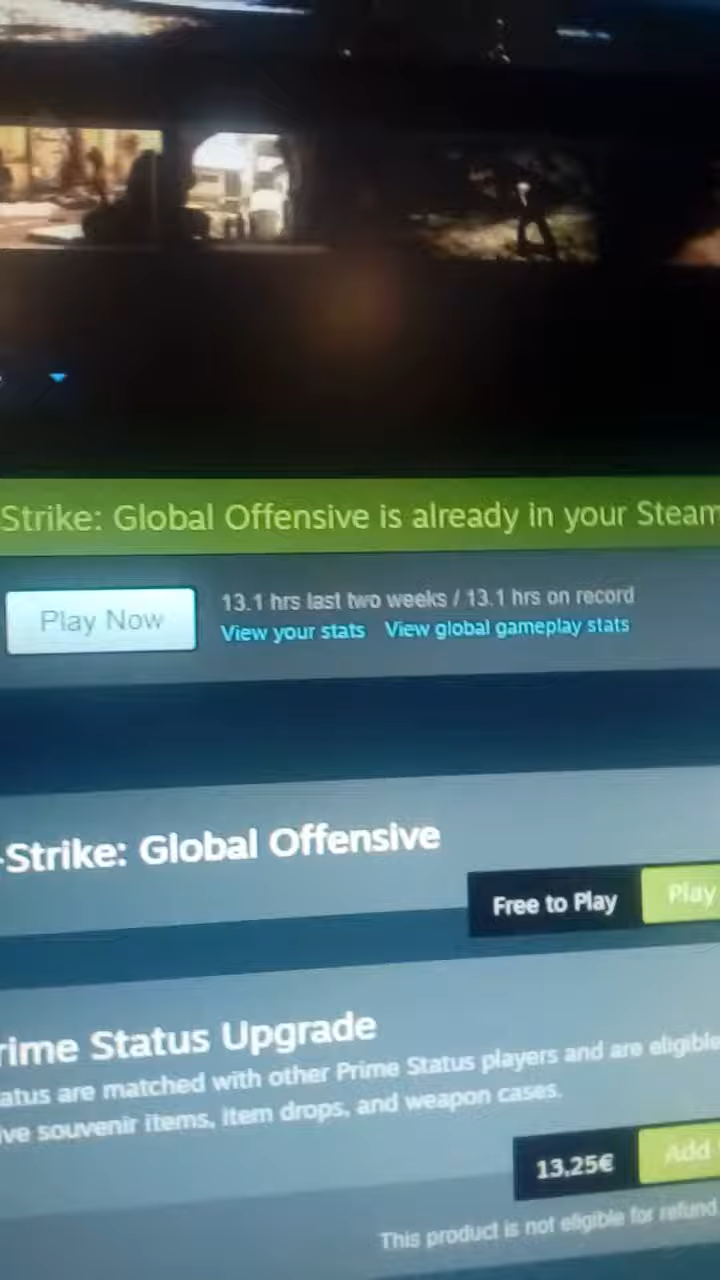 Strike: Global Offensive is already in your Steam
Play Now
13.1 hrs last two weeks / 13.1 hrs on record
View your stats View global gameplay stats
-Strike: Global Offensive
Free to Play
Play
rime Status Upgrade
atus are matched with other Prime Status players and are eligible
ive souvenir items, item drops, and weapon cases.
13,25€
Add
This product is not eligible for refund